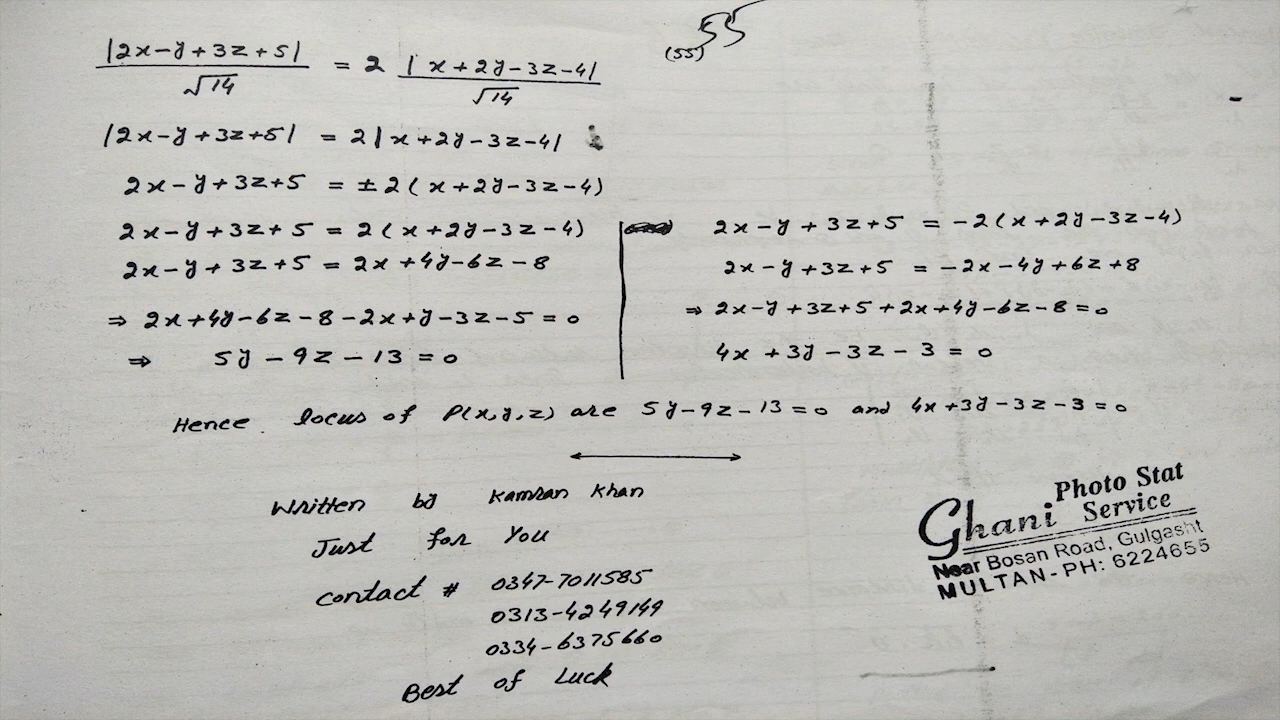 55
(55)
|2x-y+3z+5| / √14 = 2 |x+2y-3z-4| / √14
|2x-y+3z+5| = 2|x+2y-3z-4|
2x-y+3z+5 = ±2(x+2y-3z-4)
2x-y+3z+5 = 2(x+2y-3z-4)
2x-y+3z+5 = 2x+4y-6z-8
⇒ 2x+4y-6z-8-2x+y-3z-5=0
⇒ 5y-9z-13=0
2x-y+3z+5 = -2(x+2y-3z-4)
2x-y+3z+5 = -2x-4y+6z+8
⇒ 2x-y+3z+5+2x+4y-6z-8=0
4x+3y-3z-3=0
Hence locus of P(x,y,z) are 5y-9z-13=0 and 4x+3y-3z-3=0
Written by Kamran Khan
Just for You
contact # 0347-7011585
0313-4249149
0334-6375660
Best of Luck
Ghani Photo Stat
Service
Near Bosan Road, Gulgasht
MULTAN-PH: 6224655